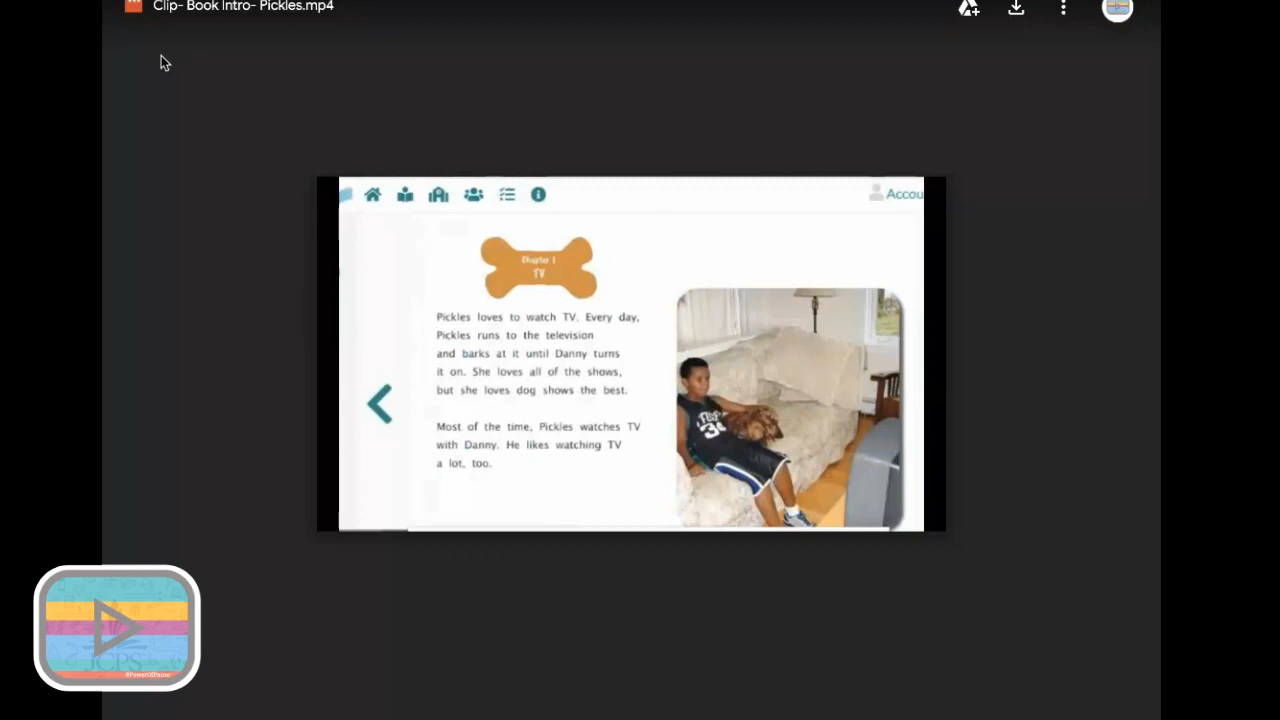 Clip- Book Intro- Pickles.mp4
Accou
Chapter 1
TV
Pickles loves to watch TV. Every day,
Pickles runs to the television
and barks at it until Danny turns
it on. She loves all of the shows,
but she loves dog shows the best.
Most of the time, Pickles watches TV
with Danny. He likes watching TV
a lot, too.
JCPS
#PowerOfPause